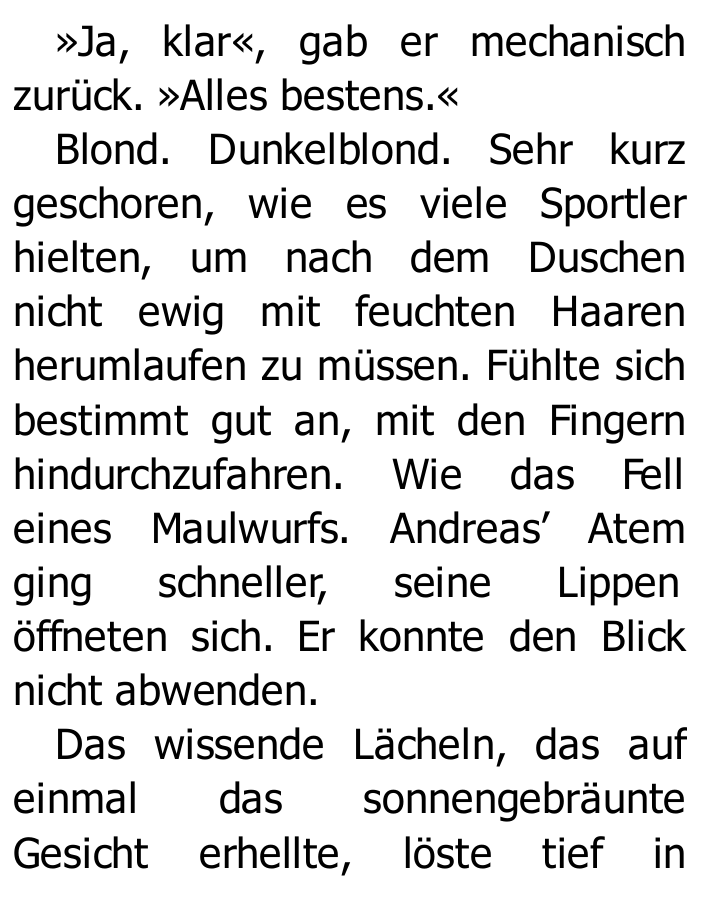 »Ja, klar«, gab er mechanisch
zurück. »Alles bestens.«
Blond. Dunkelblond. Sehr kurz
geschoren, wie es viele Sportler
hielten, um nach dem Duschen
nicht ewig mit feuchten Haaren
herumlaufen zu müssen. Fühlte sich
bestimmt gut an, mit den Fingern
hindurchzufahren. Wie das Fell
eines Maulwurfs. Andreas’ Atem
ging schneller, seine Lippen
öffneten sich. Er konnte den Blick
nicht abwenden.
Das wissende Lächeln, das auf
einmal das sonnengebräunte
Gesicht erhellte, löste tief in